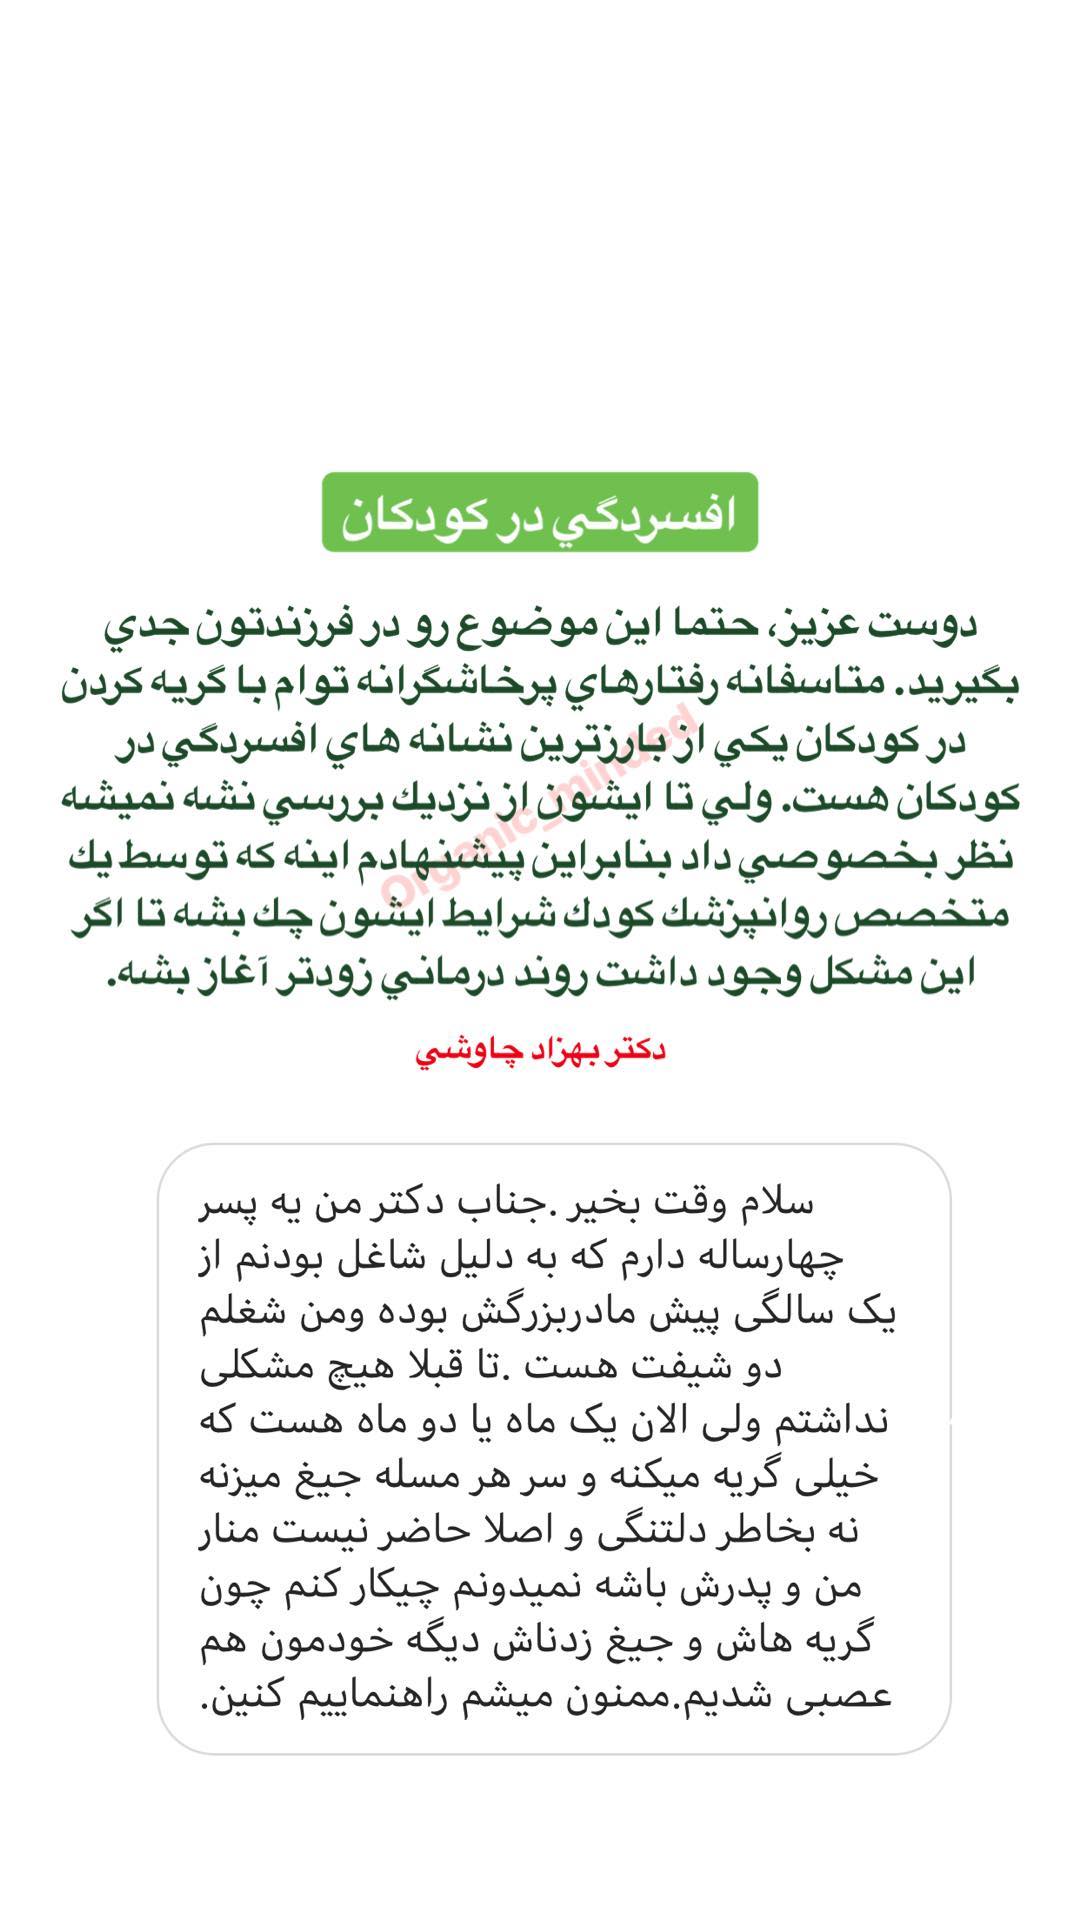 افسردگي در کودکان
دوست عزيز، حتما اين موضوع رو در فرزندتون جدي
بگيريد. متاسفانه رفتارهاي پرخاشگرانه توام با گريه كردن
در كودكان يكي از بارزترين نشانه هاي افسردگي در
كودكان هست. ولي تا ايشون از نزديك بررسي نشه نميشه
نظر بخصوصي داد بنابراين پيشنهادم اينه كه توسط يك
متخصص روانپزشك كودك شرايط ايشون چك بشه تا اگر
اين مشكل وجود داشت روند درماني زودتر آغاز بشه.
Organic_minded
دكتر بهزاد چاوشي
سلام وقت بخیر .جناب دکتر من یه پسر
چهارساله دارم که به دلیل شاغل بودنم از
یک سالگی پیش مادربزرگش بوده ومن شغلم
دو شیفت هست .تا قبلا هیچ مشکلی
نداشتم ولی الان یک ماه یا دو ماه هست که
خیلی گریه میکنه و سر هر مسله جیغ میزنه
نه بخاطر دلتنگی و اصلا حاضر نیست منار
من و پدرش باشه نمیدونم چیکار کنم چون
گریه هاش و جیغ زدناش دیگه خودمون هم
عصبی شدیم.ممنون میشم راهنماییم کنین.